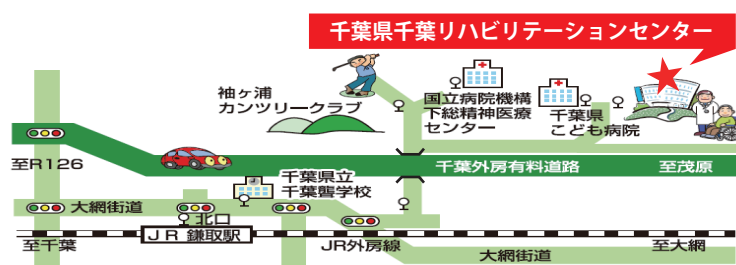 千葉県千葉リハビリテーションセンター
袖ヶ浦
カンツリークラブ
国立病院機構
下総精神医療
センター
千葉県
こども病院
至R126
千葉外房有料道路
至茂原
千葉県立
千葉聾学校
大網街道
北口
至千葉
JR 鎌取駅
JR外房線
大網街道
至大網